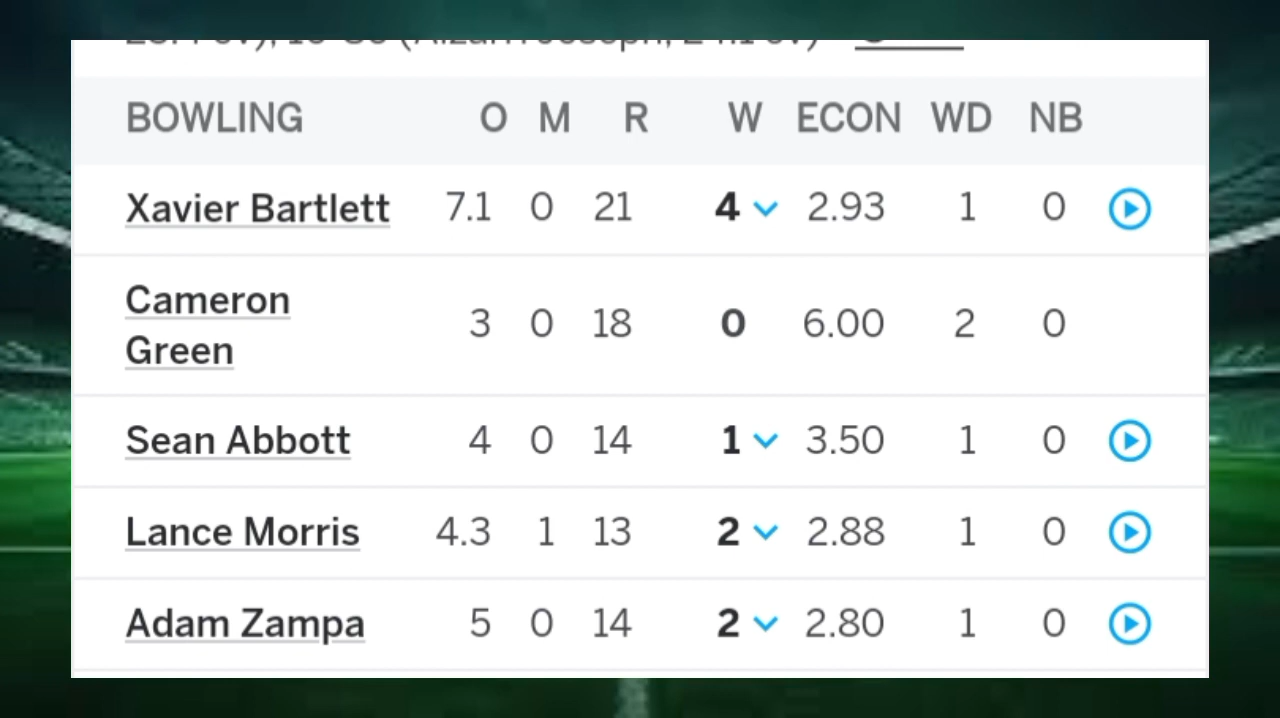 BOWLING O M R W ECON WD NB
Xavier Bartlett 7.1 0 21 4 2.93 1 0
Cameron
Green 3 0 18 0 6.00 2 0
Sean Abbott 4 0 14 1 3.50 1 0
Lance Morris 4.3 1 13 2 2.88 1 0
Adam Zampa 5 0 14 2 2.80 1 0